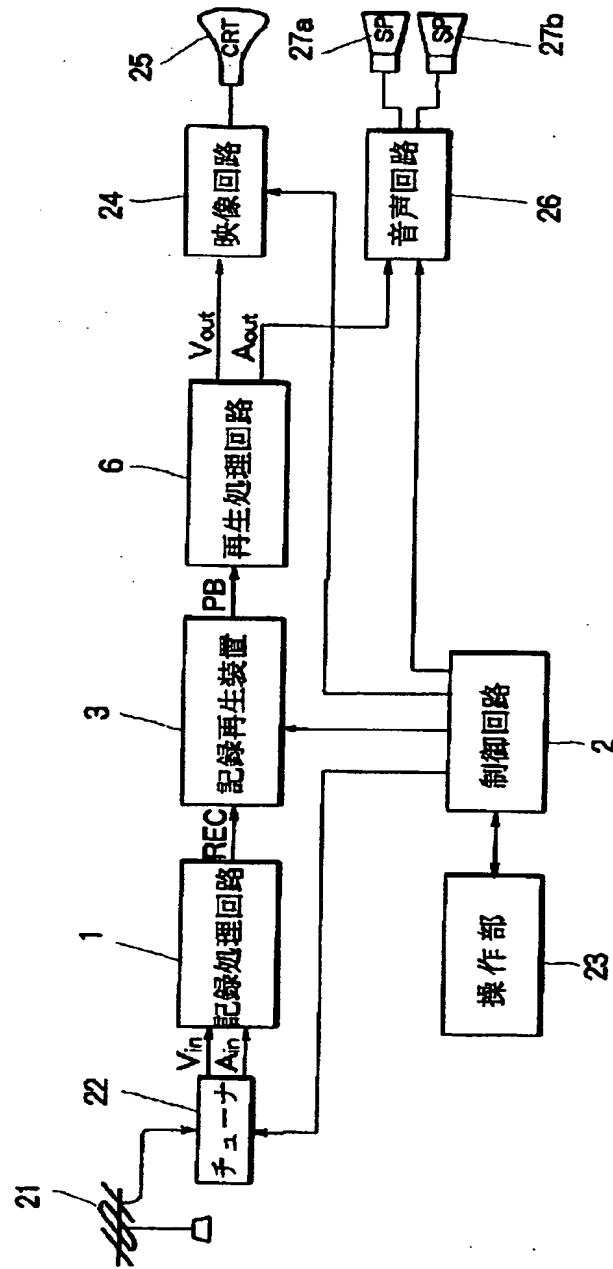 21
22
チューナ
Vin
Ain
1
記録処理回路
REC
3
記録再生装置
PB
6
再生処理回路
Vout
Aout
24
映像回路
25
CRT
27a
SP
SP
27b
音声回路
26
制御回路
2
操作部
23